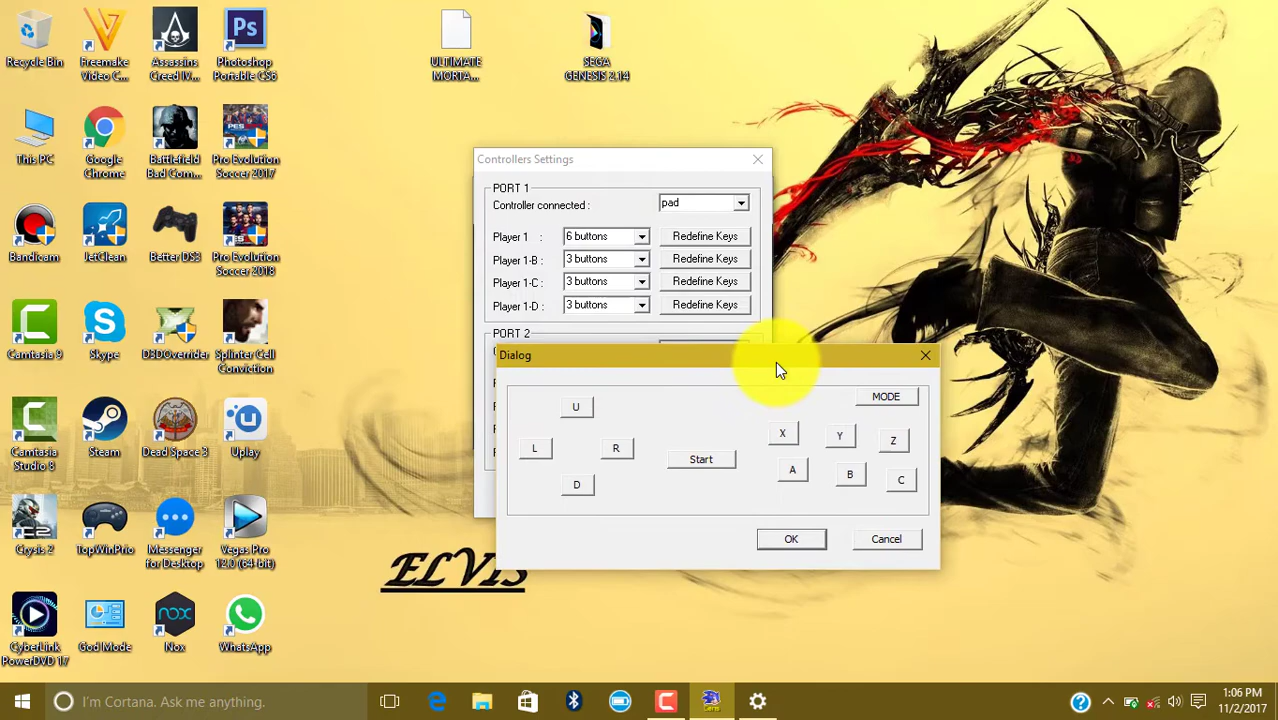 Recycle Bin
Freemake
Video C...
Assassins
Creed IV...
Ps
Photoshop
Portable CS6
ULTIMATE
MORTA...
SEGA
GENESIS 2.14
This PC
Google
Chrome
Battlefield
Bad Com...
Pro Evolution
Soccer 2017
Bandicam
JetClean
Better DS3
Pro Evolution
Soccer 2018
Camtasia 9
Skype
D3DOverrider
Splinter Cell
Conviction
Camtasia
Studio 8
Steam
Dead Space 3
Uplay
Crysis 2
TopWinPrio
Messenger
for Desktop
Vegas Pro
12.0 (64-bit)
CyberLink
PowerDVD 17
God Mode
Nox
WhatsApp
Controllers Settings
PORT 1
Controller connected :
pad
Player 1 :
6 buttons
Redefine Keys
Player 1-B :
3 buttons
Redefine Keys
Player 1-C :
3 buttons
Redefine Keys
Player 1-D :
3 buttons
Redefine Keys
PORT 2
Dialog
U
L
R
D
Start
MODE
X
Y
Z
A
B
C
OK
Cancel
ELVIS
I'm Cortana. Ask me anything.
Gens
1:06 PM
11/2/2017